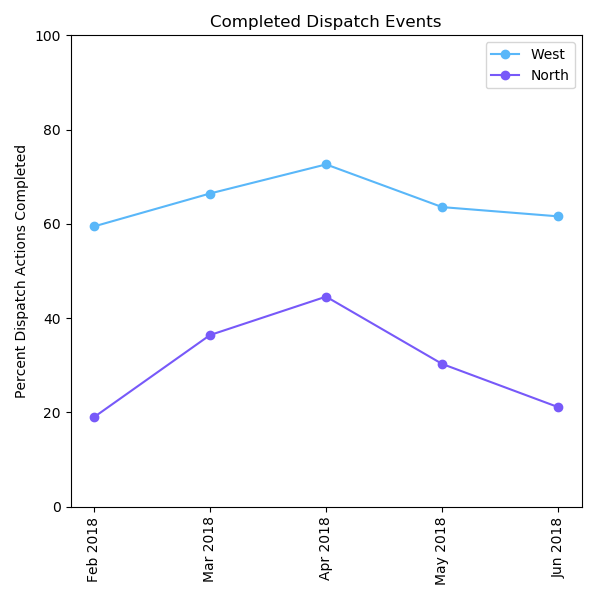 Completed Dispatch Events
West
North
Percent Dispatch Actions Completed
100
80
60
40
20
0
Feb 2018
Mar 2018
Apr 2018
May 2018
Jun 2018